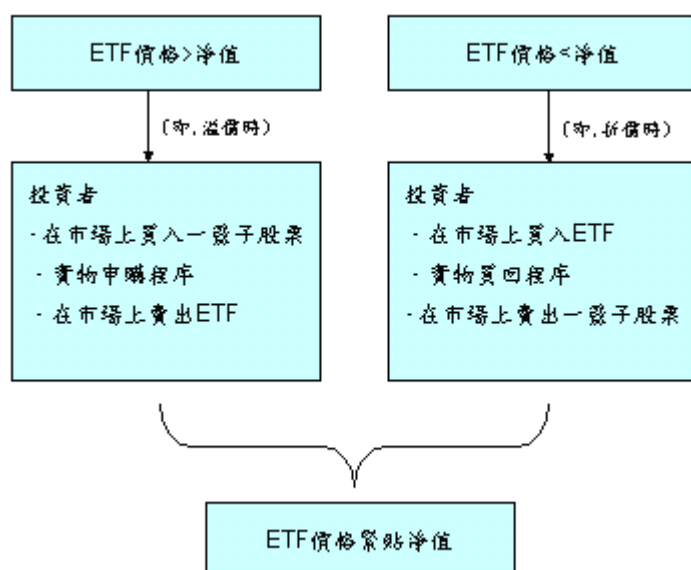 ETF價格>淨值
(即,溢價時)
投資者
-在市場上買入一籃子股票
- 實物申購程序
- 在市場上賣出ETF
ETF價格<淨值
(即,折價時)
投資者
- 在市場上買入ETF
- 實物買回程序
-在市場上賣出一籃子股票
ETF價格緊貼淨值